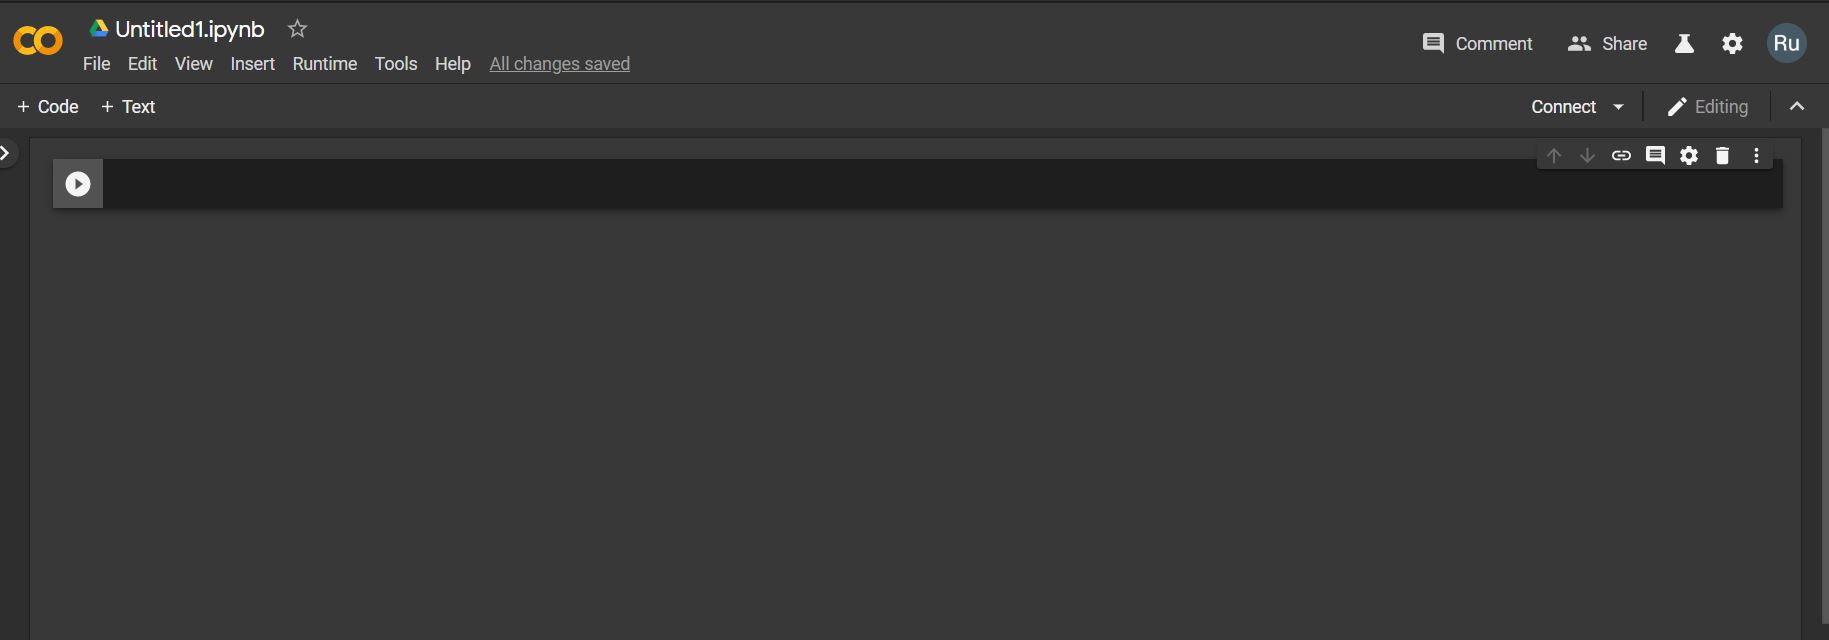 Untitled1.ipynb
File Edit View Insert Runtime Tools Help All changes saved
Comment Share Ru
+ Code + Text
Connect Editing